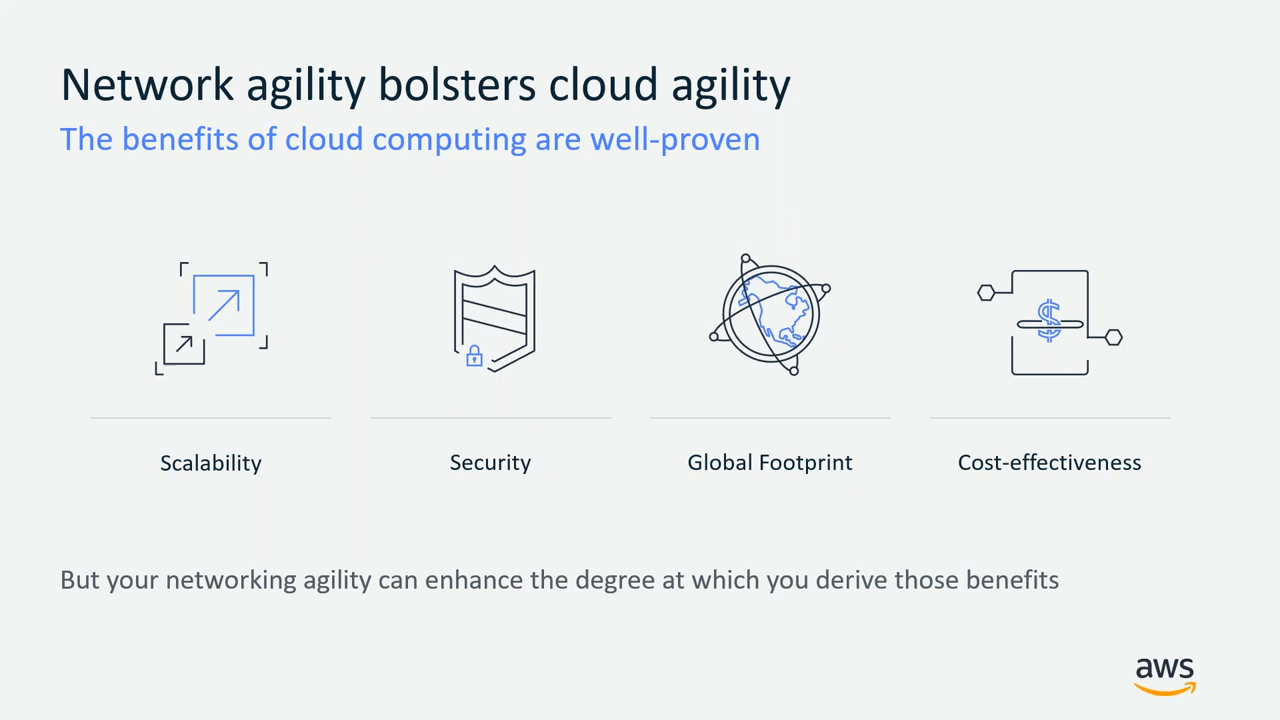 Network agility bolsters cloud agility
The benefits of cloud computing are well-proven
Scalability
Security
Global Footprint
Cost-effectiveness
But your networking agility can enhance the degree at which you derive those benefits
aws